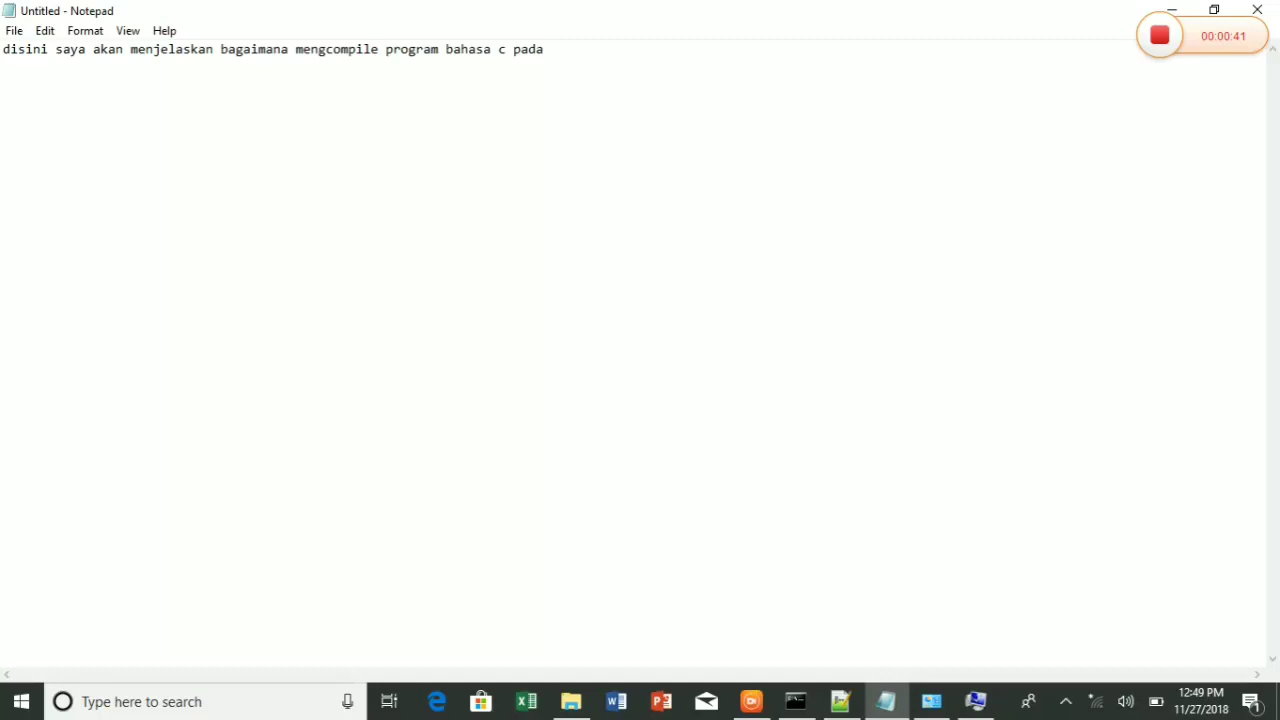 Untitled - Notepad
File Edit Format View Help
00:00:41
disini saya akan menjelaskan bagaimana mengcompile program bahasa c pada
Type here to search
12:49 PM
11/27/2018
1